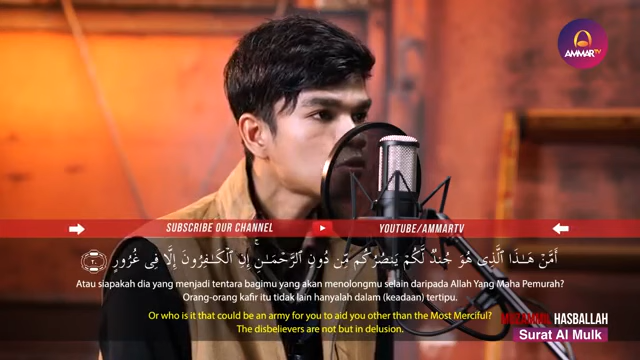 AMMARTV
SUBSCRIBE OUR CHANNEL
YOUTUBE/AMMARTV
أَمَّنْ هَـٰذَا ٱلَّذِى هُوَ جُندٌ لَّكُمْ يَنصُرُكُم مِّن دُونِ ٱلرَّحْمَـٰنِ ۚ إِنِ ٱلْكَـٰفِرُونَ إِلَّا فِى غُرُورٍ ٢٠
Atau siapakah dia yang menjadi tentara bagimu yang akan menolongmu selain daripada Allah Yang Maha Pemurah?
Orang-orang kafir itu tidak lain hanyalah dalam (keadaan) tertipu.
Or who is it that could be an army for you to aid you other than the Most Merciful?
The disbelievers are not but in delusion.
MUZAMMIL HASBALLAH
Surat Al Mulk